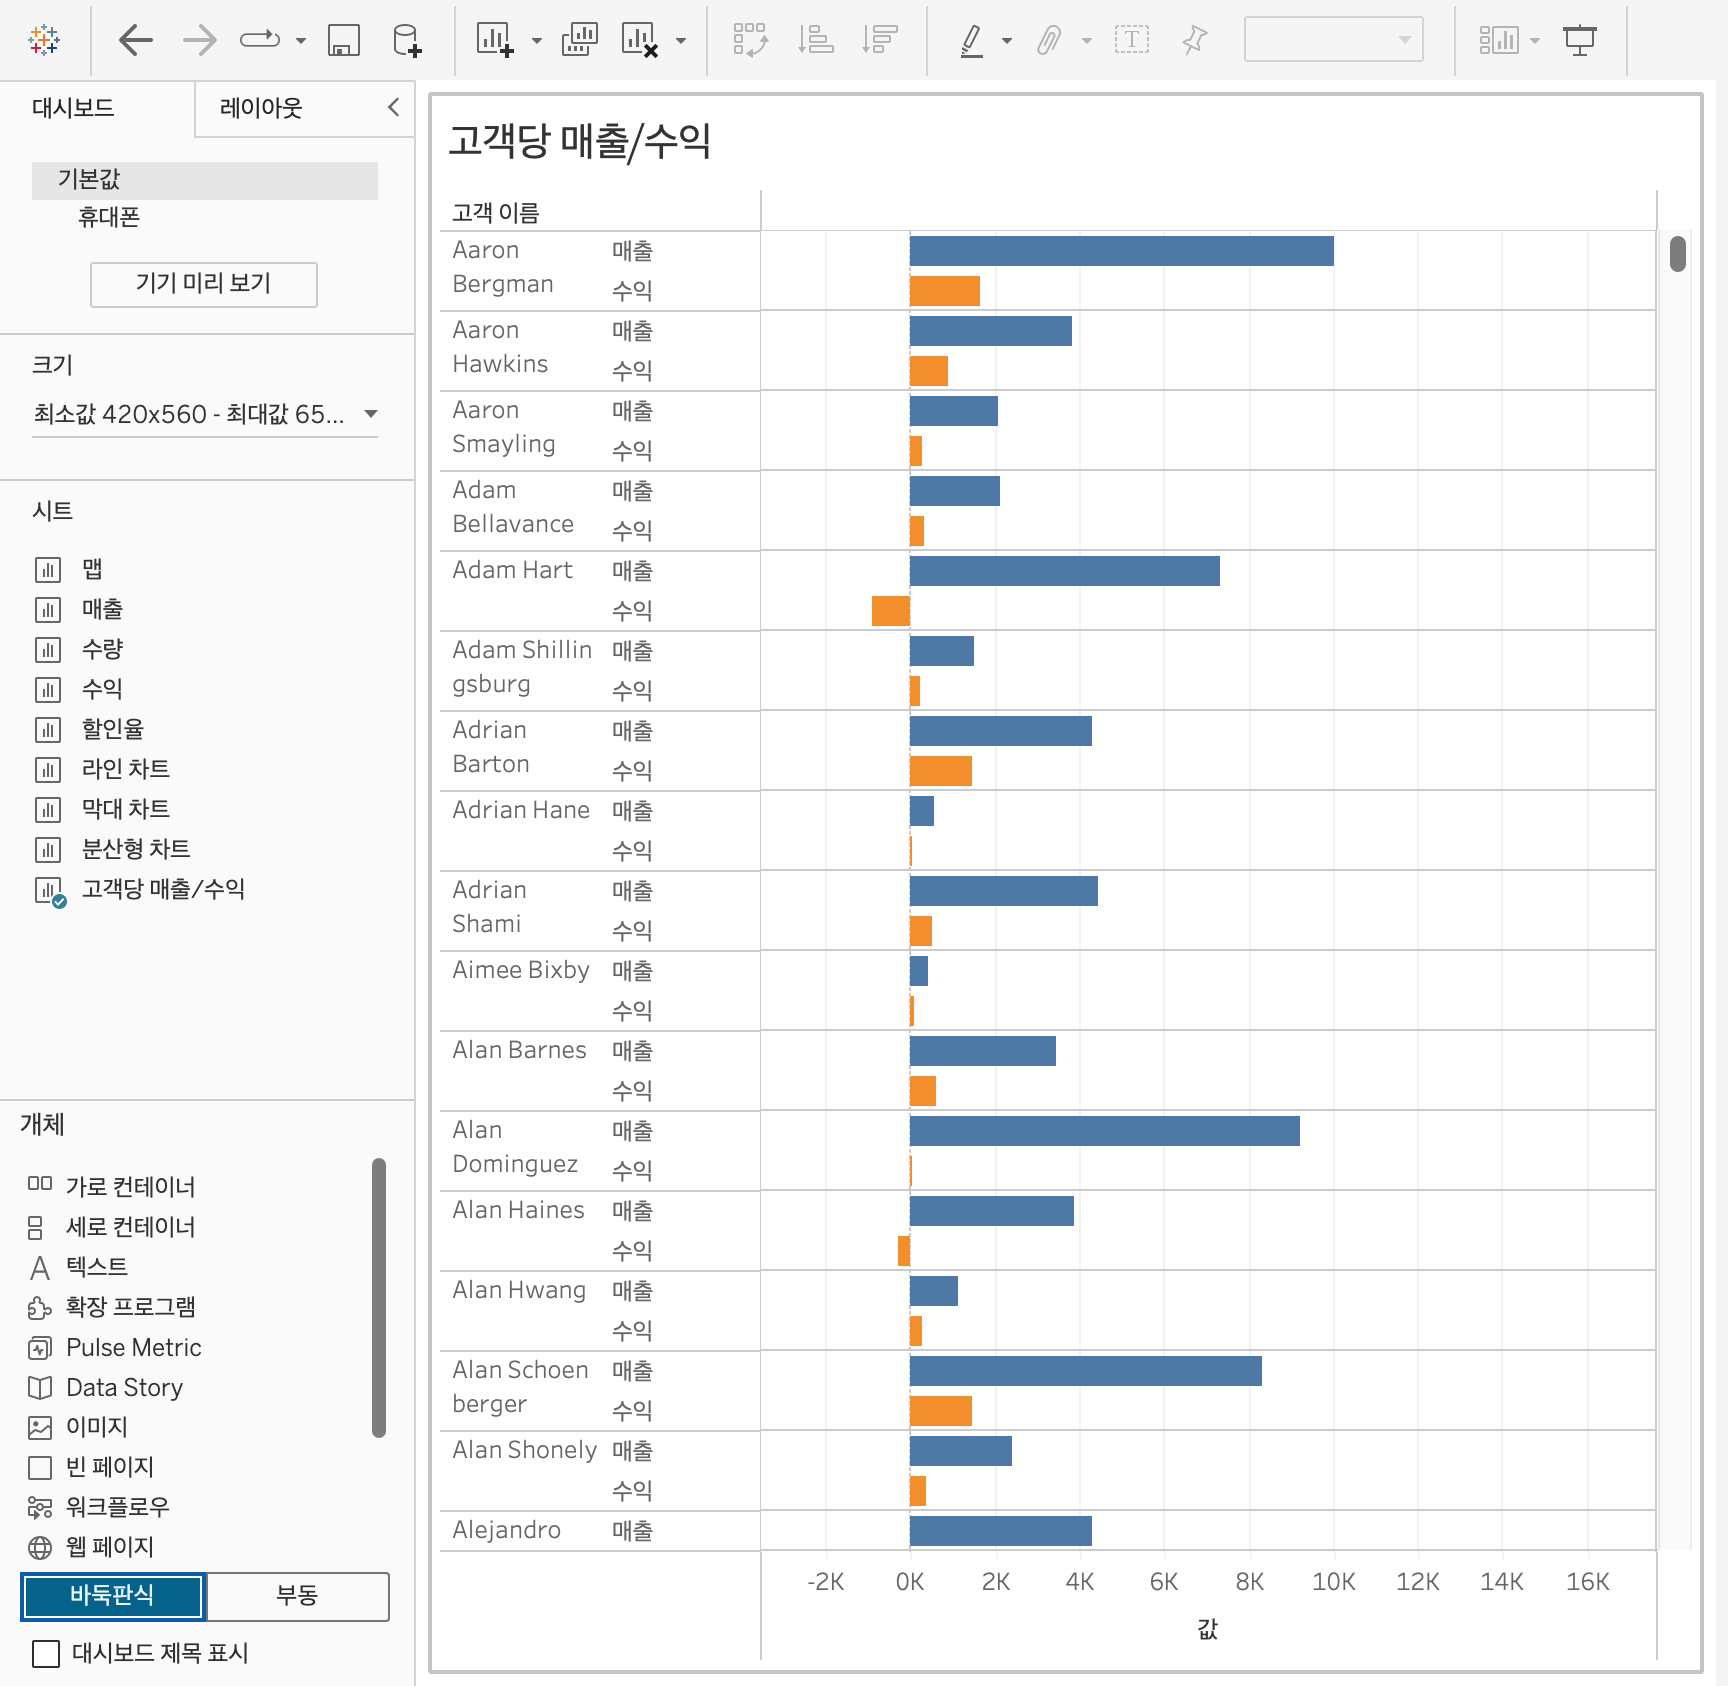 대시보드
레이아웃
기본값
휴대폰
기기 미리 보기
크기
최소값 420x560 - 최대값 65...
시트
맵
매출
수량
수익
할인율
라인 차트
막대 차트
분산형 차트
고객당 매출/수익
개체
가로 컨테이너
세로 컨테이너
텍스트
확장 프로그램
Pulse Metric
Data Story
이미지
빈 페이지
워크플로우
웹 페이지
바둑판식
부동
대시보드 제목 표시
고객당 매출/수익
고객 이름
Aaron 매출
Bergman 수익
Aaron 매출
Hawkins 수익
Aaron 매출
Smayling 수익
Adam 매출
Bellavance 수익
Adam Hart 매출
수익
Adam Shillin 매출
gsburg 수익
Adrian 매출
Barton 수익
Adrian Hane 매출
수익
Adrian 매출
Shami 수익
Aimee Bixby 매출
수익
Alan Barnes 매출
수익
Alan 매출
Dominguez 수익
Alan Haines 매출
수익
Alan Hwang 매출
수익
Alan Schoen 매출
berger 수익
Alan Shonely 매출
수익
Alejandro 매출
-2K 0K 2K 4K 6K 8K 10K 12K 14K 16K
값